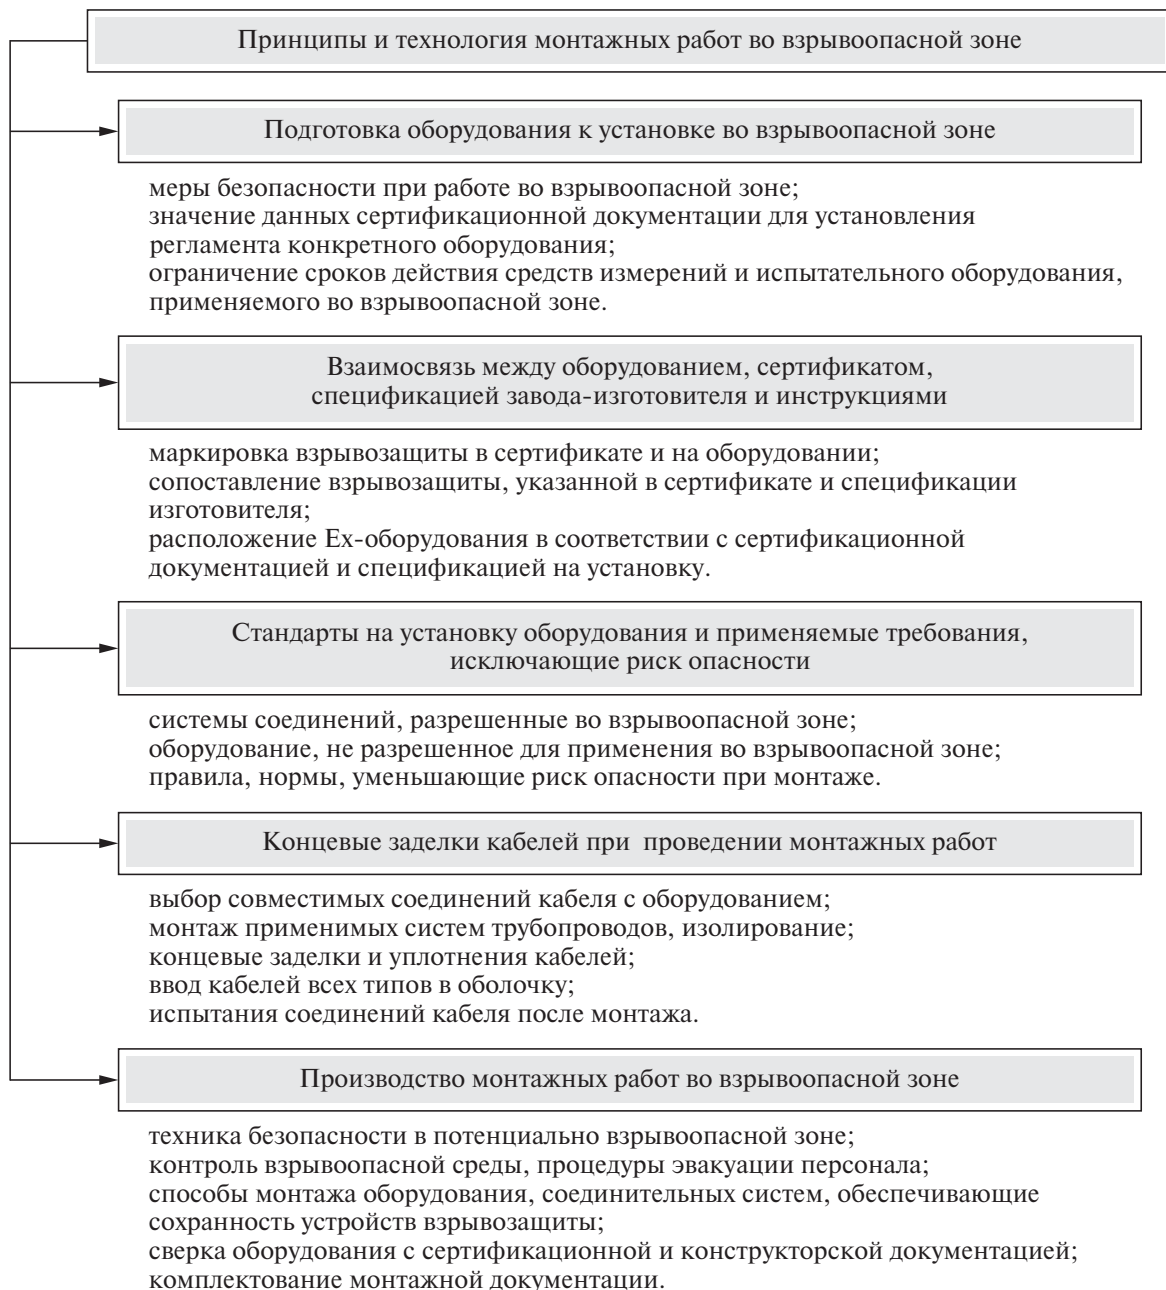 Принципы и технология монтажных работ во взрывоопасной зоне
Подготовка оборудования к установке во взрывоопасной зоне
меры безопасности при работе во взрывоопасной зоне;
значение данных сертификационной документации для установления
регламента конкретного оборудования;
ограничение сроков действия средств измерений и испытательного оборудования,
применяемого во взрывоопасной зоне.
Взаимосвязь между оборудованием, сертификатом,
спецификацией завода-изготовителя и инструкциями
маркировка взрывозащиты в сертификате и на оборудовании;
сопоставление взрывозащиты, указанной в сертификате и спецификации
изготовителя;
расположение Ех-оборудования в соответствии с сертификационной
документацией и спецификацией на установку.
Стандарты на установку оборудования и применяемые требования,
исключающие риск опасности
системы соединений, разрешенные во взрывоопасной зоне;
оборудование, не разрешенное для применения во взрывоопасной зоне;
правила, нормы, уменьшающие риск опасности при монтаже.
Концевые заделки кабелей при проведении монтажных работ
выбор совместимых соединений кабеля с оборудованием;
монтаж применимых систем трубопроводов, изолирование;
концевые заделки и уплотнения кабелей;
ввод кабелей всех типов в оболочку;
испытания соединений кабеля после монтажа.
Производство монтажных работ во взрывоопасной зоне
техника безопасности в потенциально взрывоопасной зоне;
контроль взрывоопасной среды, процедуры эвакуации персонала;
способы монтажа оборудования, соединительных систем, обеспечивающие
сохранность устройств взрывозащиты;
сверка оборудования с сертификационной и конструкторской документацией;
комплектование монтажной документации.